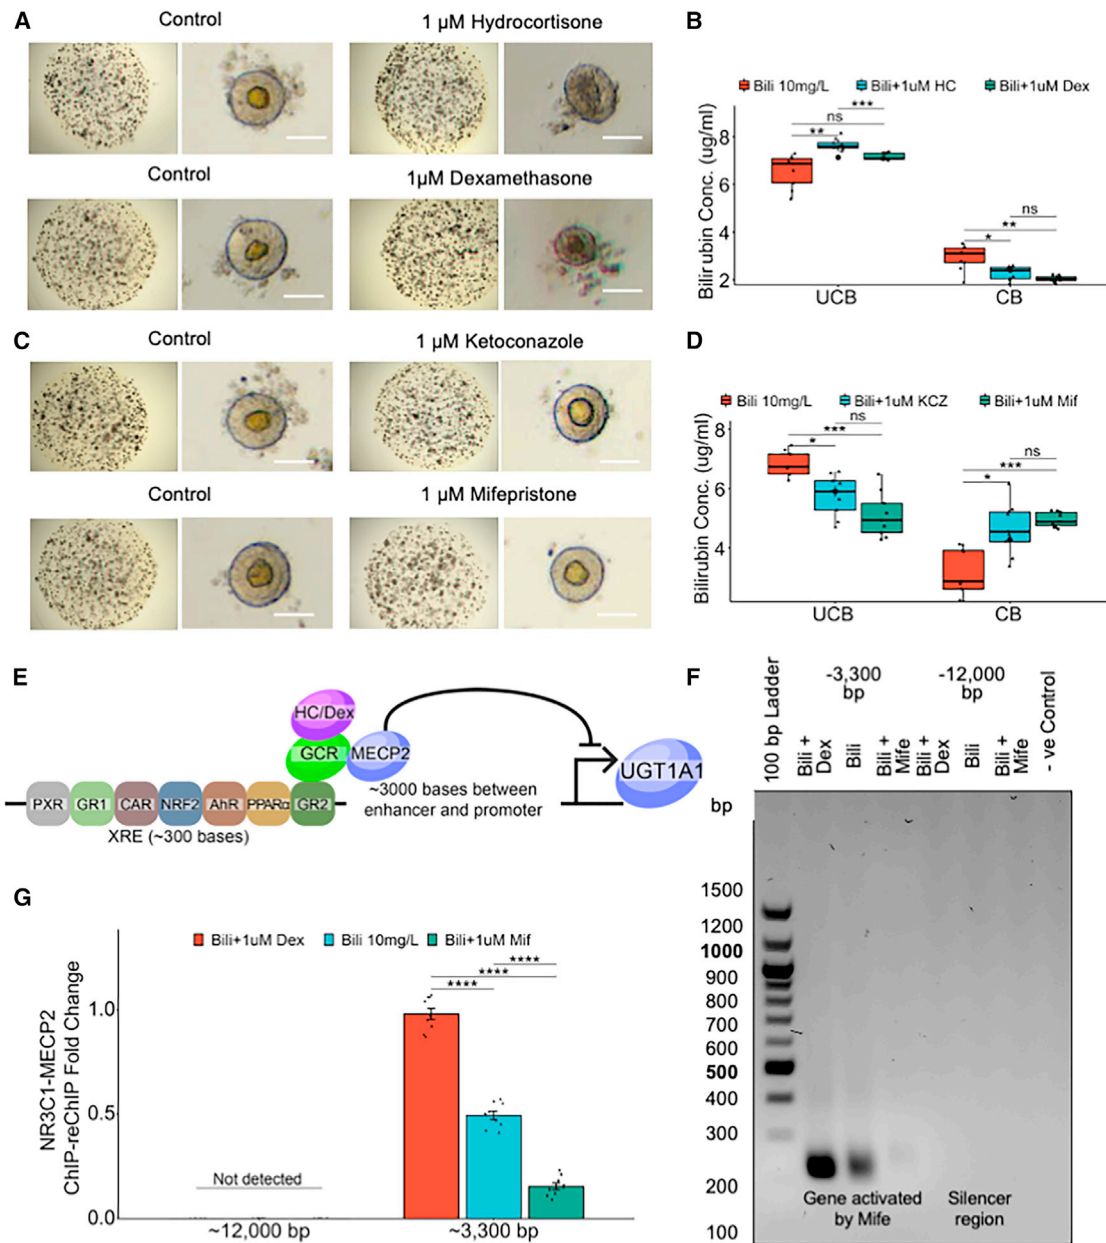 A
Control
1 µM Hydrocortisone
Control
1µM Dexamethasone
B
Bili 10mg/L
Bili+1uM HC
Bili+1uM Dex
***
ns
**
ns
**
*
Bilirubin Conc. (ug/ml)
8
6
4
2
UCB
CB
C
Control
1 µM Ketoconazole
Control
1 µM Mifepristone
D
Bili 10mg/L
Bili+1uM KCZ
Bili+1uM Mif
ns
***
*
ns
***
*
Bilirubin Conc. (ug/ml)
8
6
4
UCB
CB
E
HC/Dex
GCR
MECP2
UGT1A1
PXR
GR1
CAR
NRF2
AhR
PPARα
GR2
~3000 bases between
enhancer and promoter
XRE (~300 bases)
F
-3,300
bp
-12,000
bp
100 bp Ladder
Bili +
Dex
Bili
Bili +
Mife
Bili +
Dex
Bili
Bili +
Mife
- ve Control
bp
1500
1200
1000
900
800
700
600
500
400
300
200
100
Gene activated
by Mife
Silencer
region
G
Bili+1uM Dex
Bili 10mg/L
Bili+1uM Mif
****
****
****
NR3C1-MECP2
ChIP-reChIP Fold Change
1.0
0.5
0.0
Not detected
~12,000 bp
~3,300 bp